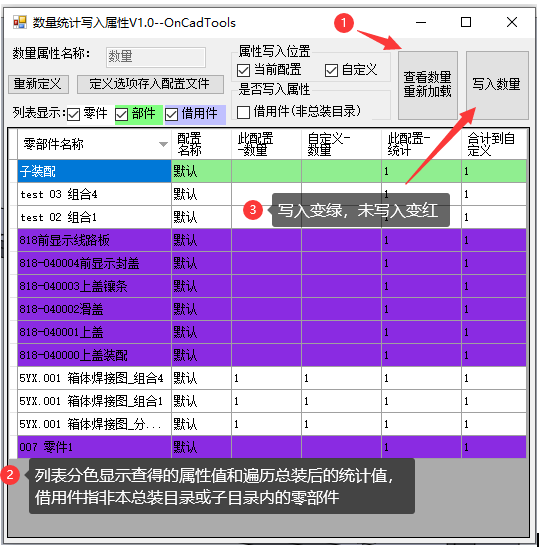 数量统计写入属性V1.0--OnCadTools
1
数量属性名称: 数量
属性写入位置
当前配置 自定义
查看数量
重新加载
写入数量
重新定义 定义选项存入配置文件
是否写入属性
借用件(非总装目录)
列表显示: 零件 部件 借用件
零部件名称 配置名称 此配置-数量 自定义-数量 此配置-统计 合计到自定义
子装配 默认 1 1
test 03 组合4 默认 1 1
test 02 组合1 默认 1
3 写入变绿，未写入变红
818前显示线路板 默认 1 1
818-040004前显示封盖 默认 1 1
818-040003上盖镶条 默认 1 1
818-040002滑盖 默认 1 1
818-040001上盖 默认 1 1
818-040000上盖装配 默认 1 1
5YX.001 箱体焊接图_组合4 默认 1 1 1 1
5YX.001 箱体焊接图_组合1 默认 1 1 1 1
5YX.001 箱体焊接图_分... 默认 1 1 1 1
007 零件1 默认 1 1
2 列表分色显示查得的属性值和遍历总装后的统计值，
借用件指非本总装目录或子目录内的零部件